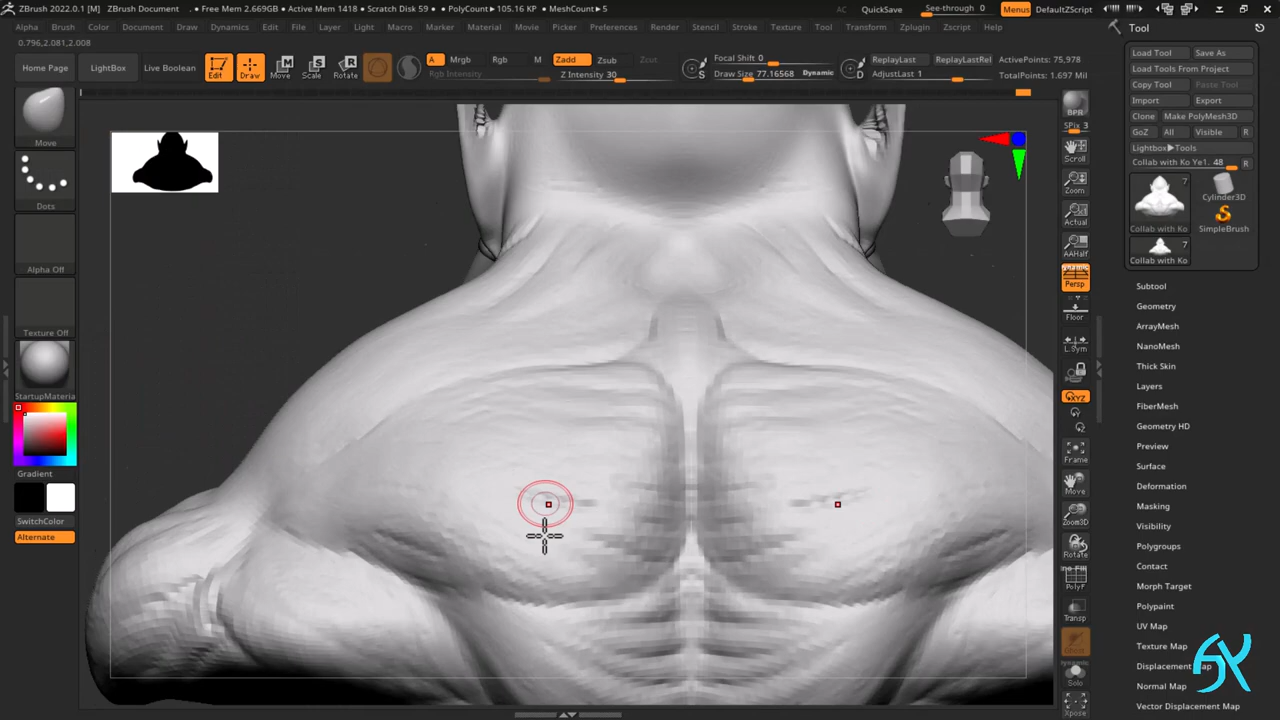 ZBrush 2022.0.1 [M] ZBrush Document . • Free Mem 2.669GB • Active Mem 1418 • Scratch Disk 59 • PolyCount▸105.16 KP • MeshCount▸5 AC QuickSave See-through 0 Menus DefaultZScript
Alpha Brush Color Document Draw Dynamics Edit File Layer Light Macro Marker Material Movie Picker Preferences Render Stencil Stroke Texture Tool Transform Zplugin Zscript Help
Tool
0.796,2.081,2.008
Load Tool Save As
Load Tools From Project
Copy Tool Paste Tool
Import Export
Clone Make PolyMesh3D
GoZ All Visible R
Lightbox▸Tools
Collab with Ko Ye1. 48 R
Home Page LightBox Live Boolean Edit Draw Move Scale Rotate
A Mrgb Rgb M Zadd Zsub Zcut
Rgb Intensity Z Intensity 30
S Focal Shift 0
Draw Size 77.16568 Dynamic
D ReplayLast ReplayLastRel
AdjustLast 1
ActivePoints: 75,978
TotalPoints: 1.697 Mil
Move
Dots
Alpha Off
Texture Off
StartupMateria
Gradient
SwitchColor
Alternate
BPR
SPix 3
Scroll
Zoom
Actual
AAHalf
Dynamic
Persp
Floor
L.Sym
XYZ
Y
Z
Frame
Move
Zoom3D
Rotate
PolyF
Transp
Ghost
Dynamic
Solo
Xpose
7
Collab with Ko
Cylinder3D
SimpleBrush
7
Collab with Ko
Subtool
Geometry
ArrayMesh
NanoMesh
Thick Skin
Layers
FiberMesh
Geometry HD
Preview
Surface
Deformation
Masking
Visibility
Polygroups
Contact
Morph Target
Polypaint
UV Map
Texture Map
Displacement Map
Normal Map
Vector Displacement Map